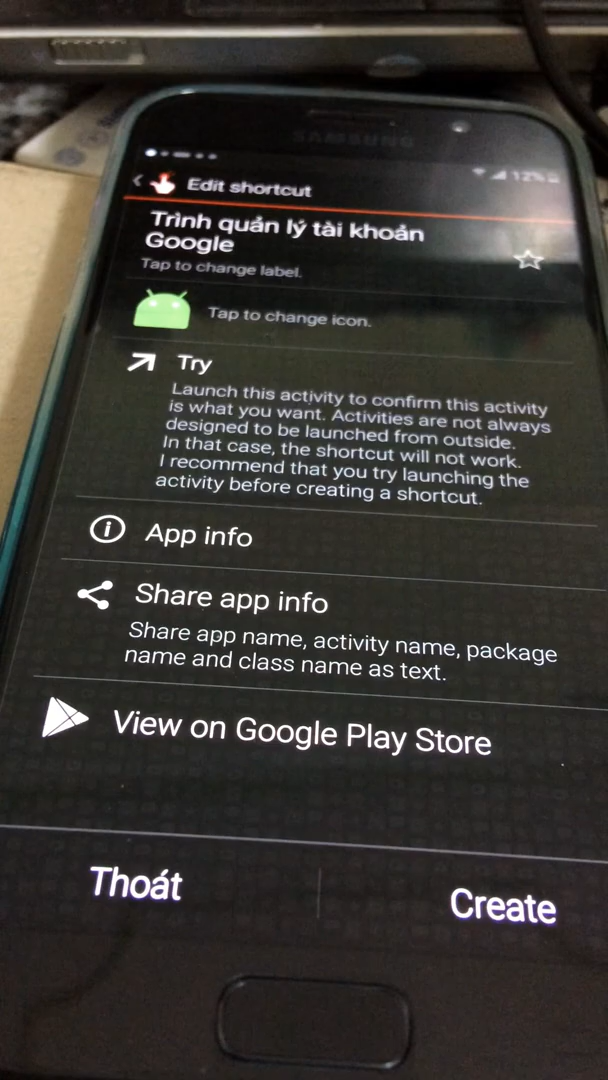 SAMSUNG
12%
Edit shortcut
Trình quản lý tài khoản
Google
Tap to change label.
Tap to change icon.
Try
Launch this activity to confirm this activity
is what you want. Activities are not always
designed to be launched from outside.
In that case, the shortcut will not work.
I recommend that you try launching the
activity before creating a shortcut.
App info
Share app info
Share app name, activity name, package
name and class name as text.
View on Google Play Store
Thoát
Create